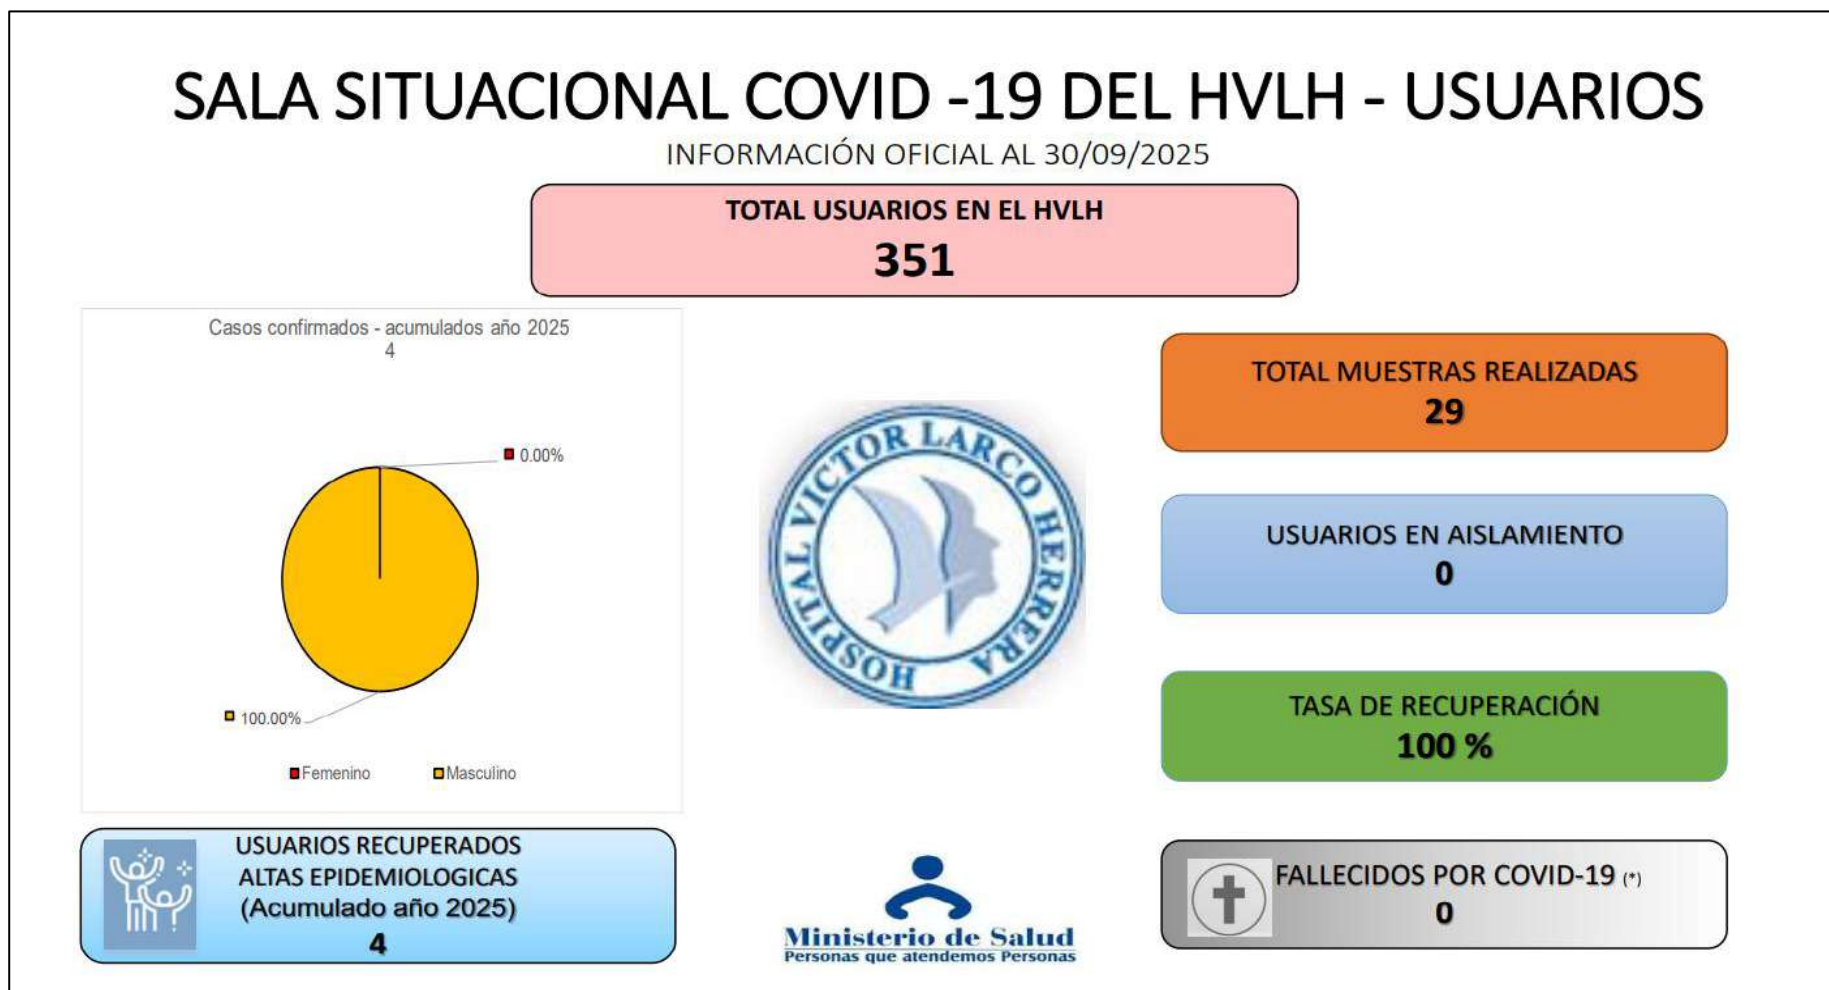 SALA SITUACIONAL COVID -19 DEL HVLH - USUARIOS
INFORMACIÓN OFICIAL AL 30/09/2025
TOTAL USUARIOS EN EL HVLH
351
Casos confirmados - acumulados año 2025
4
0.00%
100.00%
Femenino
Masculino
HOSPITAL VICTOR LARCO HERRERA
TOTAL MUESTRAS REALIZADAS
29
USUARIOS EN AISLAMIENTO
0
TASA DE RECUPERACIÓN
100 %
USUARIOS RECUPERADOS
ALTAS EPIDEMIOLOGICAS
(Acumulado año 2025)
4
Ministerio de Salud
Personas que atendemos Personas
FALLECIDOS POR COVID-19 (*)
0